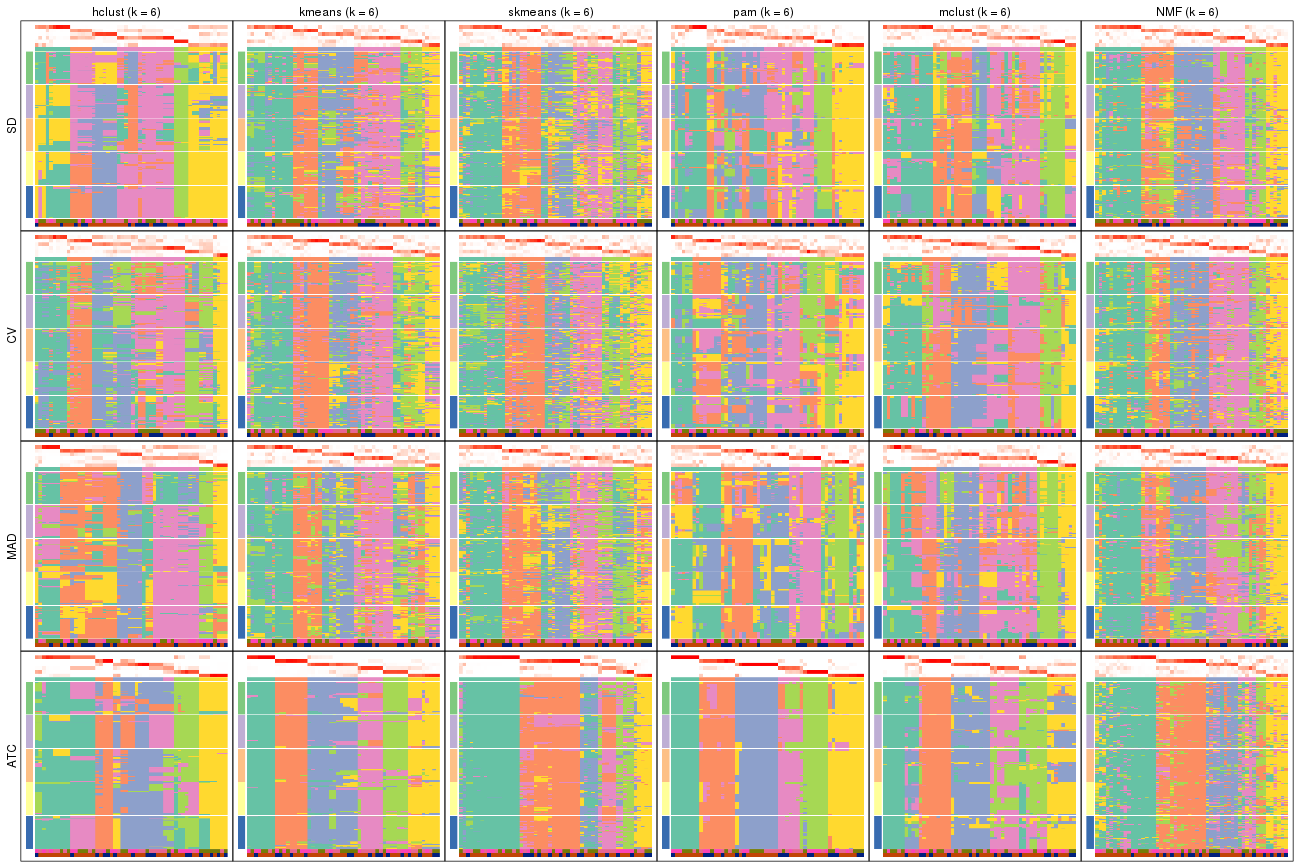 hclust (k = 6) kmeans (k = 6) skmeans (k = 6) pam (k = 6) mclust (k = 6) NMF (k = 6)
SD
CV
MAD
ATC